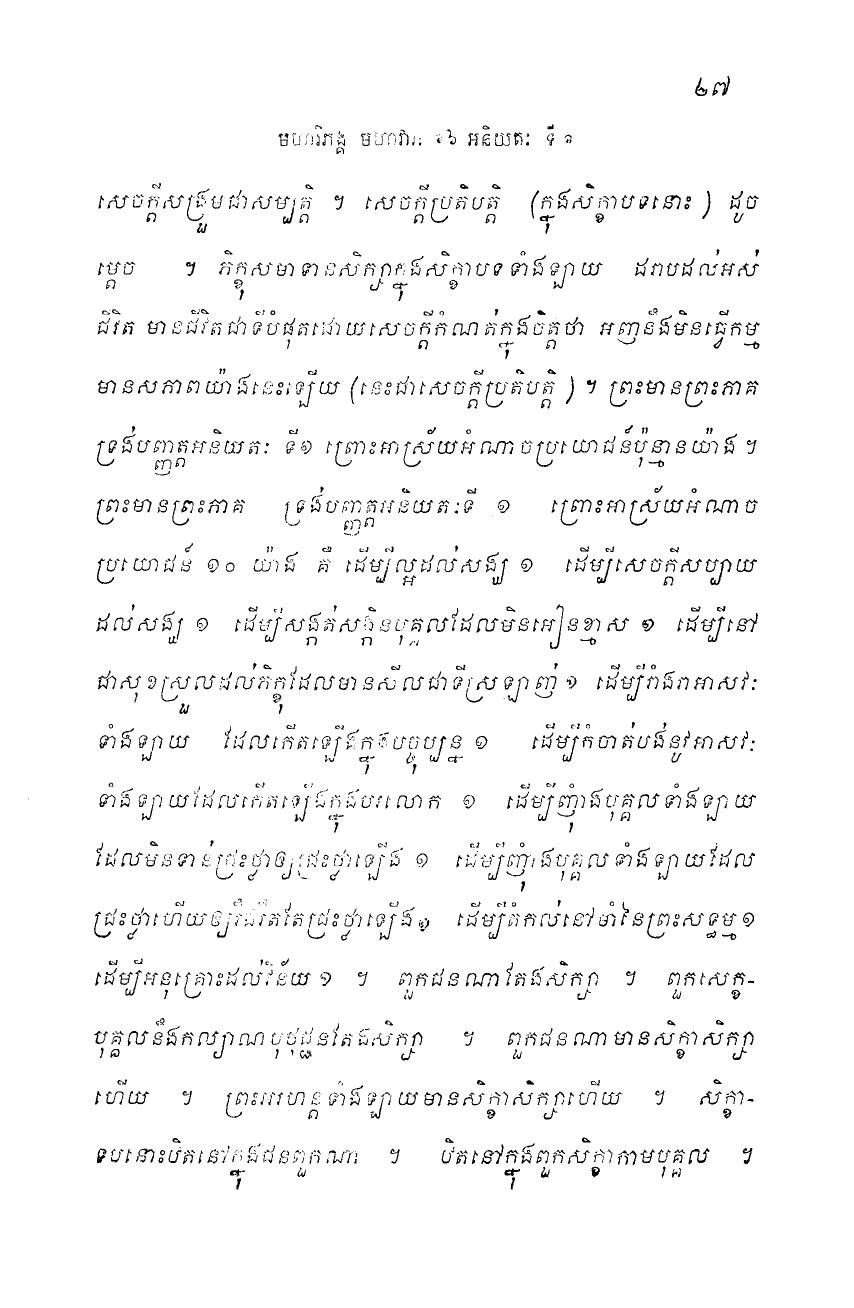 ២៧
មហាវិភង្គ មហាវារ ១៦ អនិយតៈ ទី ១
សេចក្តីសង្រួមជាសម្បត្តិ ។ សេចក្តីប្រតិបត្តិ (ក្នុងសិក្ខាបទនោះ ) ដូច
ម្តេច ។ ភិក្ខុសមាទានសិក្សាក្នុងសិក្ខាបទទាំងឡាយ ដរាបដល់អស់
ជីវិត មានជីវិតជាទីបំផុតដោយសេចក្តីកំណត់ក្នុងចិត្តថា អញនឹងមិនធ្វើកម្ម
មានសភាពយ៉ាងនេះឡើយ (នេះជាសេចក្តីប្រតិបត្តិ ) ។ ព្រះមានព្រះភាគ
ទ្រង់បញ្ញត្តអនិយតៈ ទី១ ព្រោះអាស្រ័យអំណាចប្រយោជន៍ប៉ុន្មានយ៉ាង ។
ព្រះមានព្រះភាគ ទ្រង់បញ្ញត្តអនិយតៈទី ១ ព្រោះអាស្រ័យអំណាច
ប្រយោជន៍ ១០ យ៉ាង គឺ ដើម្បីល្អដល់សង្ឃ ១ ដើម្បីសេចក្តីសប្បាយ
ដល់សង្ឃ ១ ដើម្បីសង្កត់សង្កិនបុគ្គលដែលមិនអៀនខ្មាស ១ ដើម្បីនៅ
ជាសុខស្រួលដល់ភិក្ខុដែលមានសីលជាទីស្រឡាញ់ ១ ដើម្បីរាំងរាអាសវៈ
ទាំងឡាយ ដែលកើតឡើងក្នុងបច្ចុប្បន្ន ១ ដើម្បីកំចាត់បង់នូវអាសវៈ
ទាំងឡាយដែលកើតឡើងក្នុងបរលោក ១ ដើម្បីញុំាងបុគ្គលទាំងឡាយ
ដែលមិនទាន់ជ្រះថ្លាឲ្យជ្រះថ្លាឡើង ១ ដើម្បីញុំាងបុគ្គលទាំងឡាយដែល
ជ្រះថ្លាហើយឲ្យរឹងរឹតតែជ្រះថ្លាឡើង១ ដើម្បីតំកល់នៅមាំនៃព្រះសទ្ធម្ម ១
ដើម្បីអនុគ្រោះដល់វិន័យ ១ ។ ពួកជនណាតែងសិក្សា ។ ពួកសេក្ខ-
បុគ្គលនឹងកល្យាណបុថុជ្ជនតែងសិក្សា ។ ពួកជនណាមានសិក្ខាសិក្សា
ហើយ ។ ព្រះអរហន្តទាំងឡាយមានសិក្ខាសិក្សាហើយ ។ សិក្ខា-
ទបនោះឋិតនៅក្នុងជនពួកណា ។ ឋិតនៅក្នុងពួកសិក្ខាកាមបុគ្គល ។